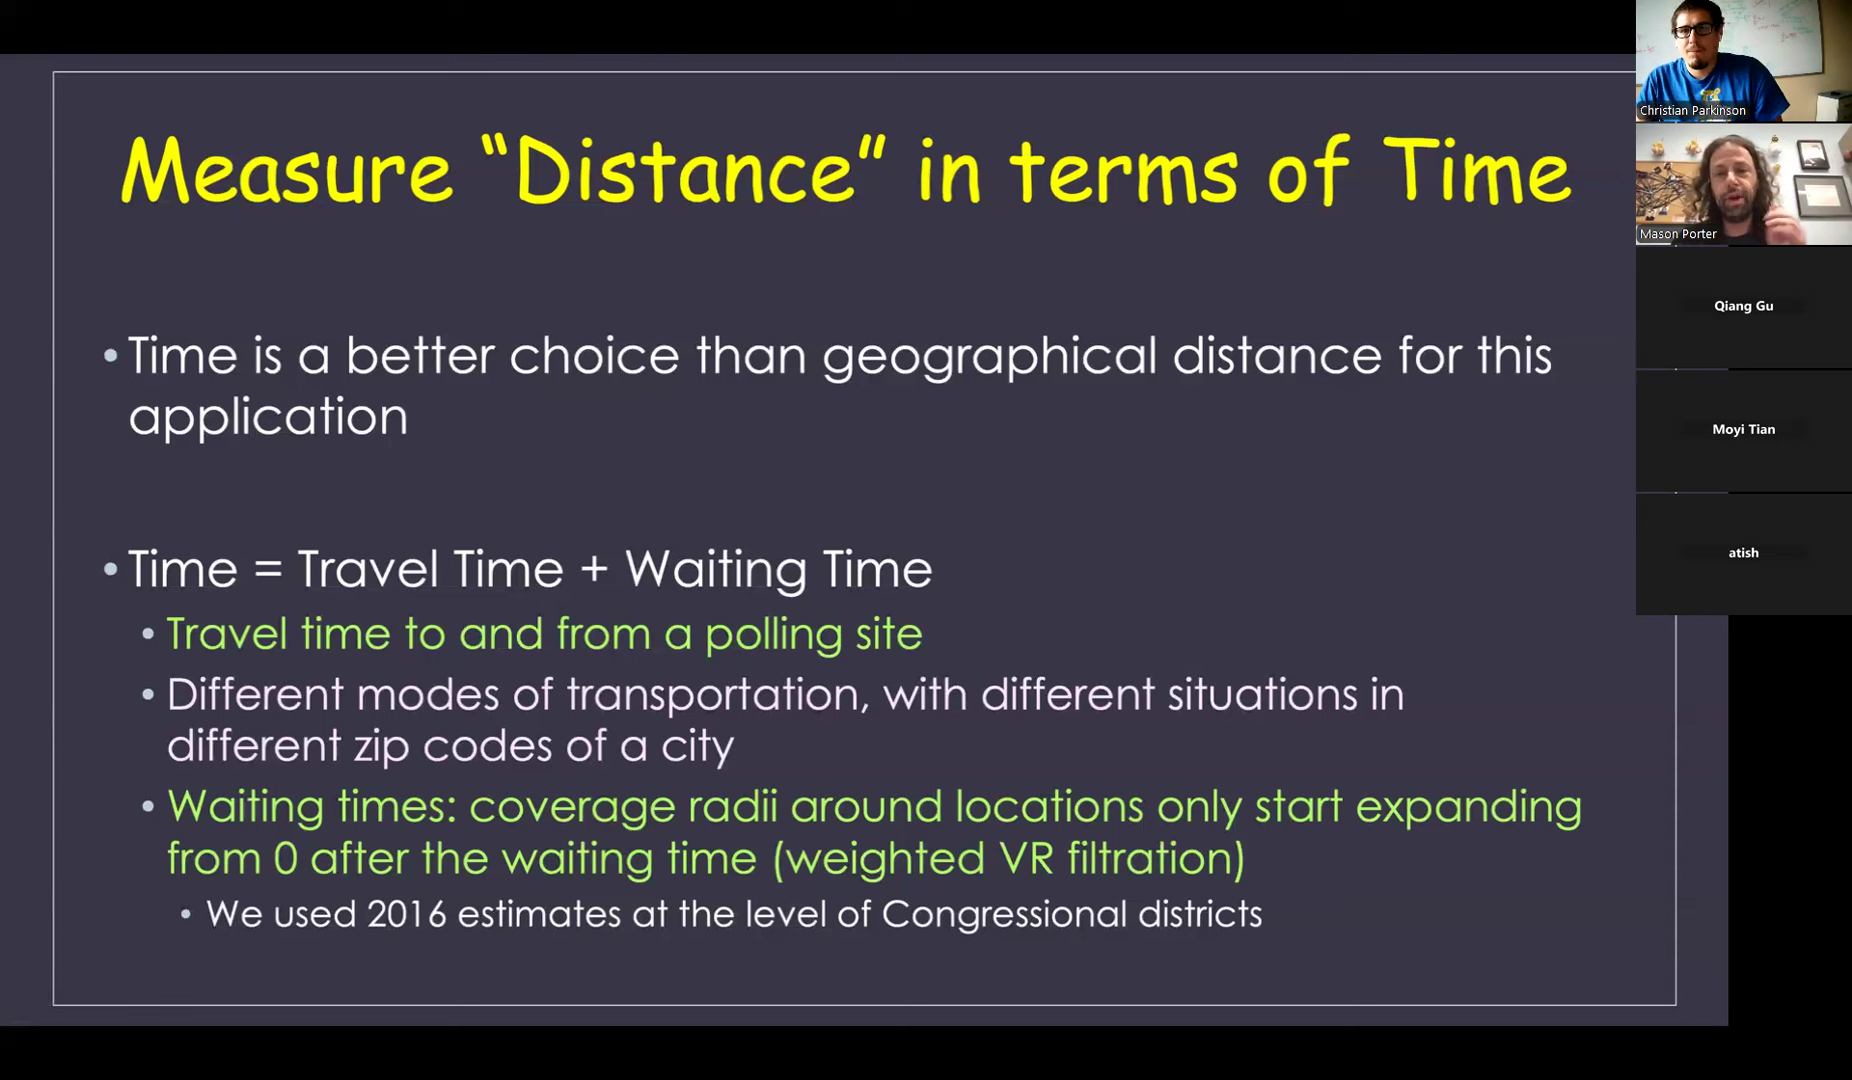 Measure “Distance” in terms of Time
•Time is a better choice than geographical distance for this
application
•Time = Travel Time + Waiting Time
• Travel time to and from a polling site
• Different modes of transportation, with different situations in
different zip codes of a city
• Waiting times: coverage radii around locations only start expanding
from 0 after the waiting time (weighted VR filtration)
• We used 2016 estimates at the level of Congressional districts
Christian Parkinson
Mason Porter
Qiang Gu
Moyi Tian
atish